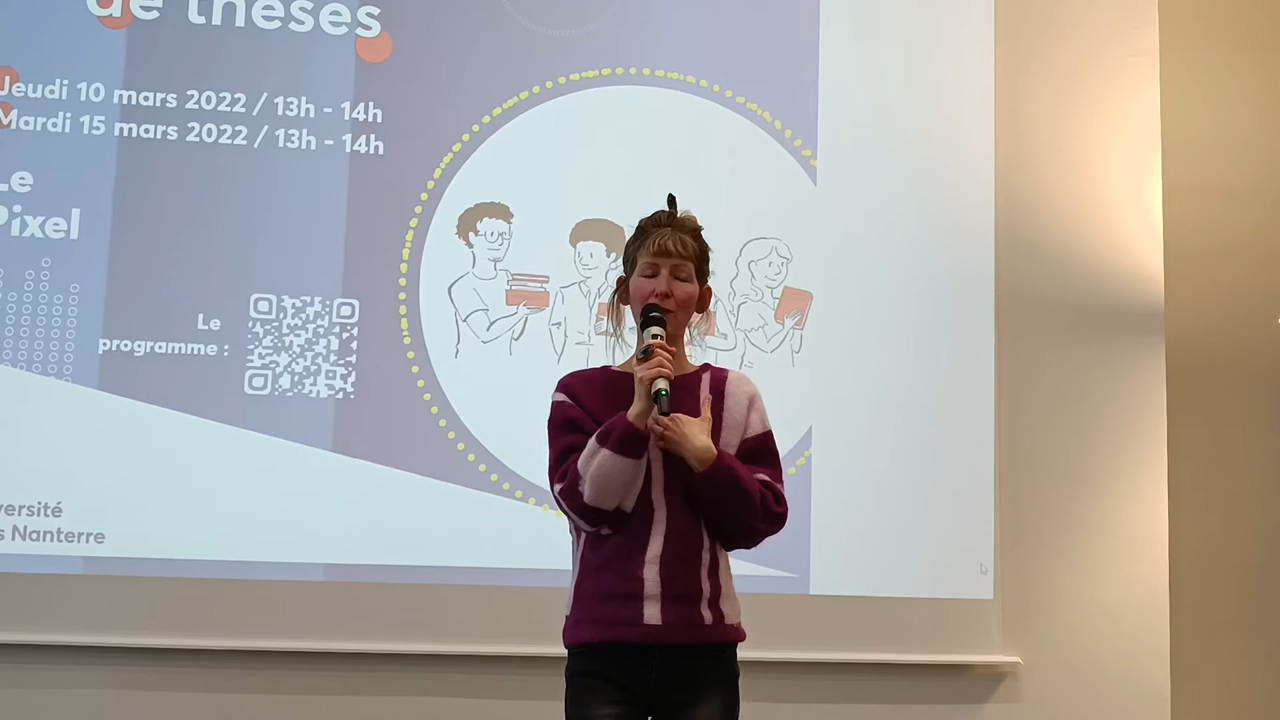 de thèses
Jeudi 10 mars 2022 / 13h - 14h
Mardi 15 mars 2022 / 13h - 14h
Le
Pixel
Le
programme :
versité
s Nanterre